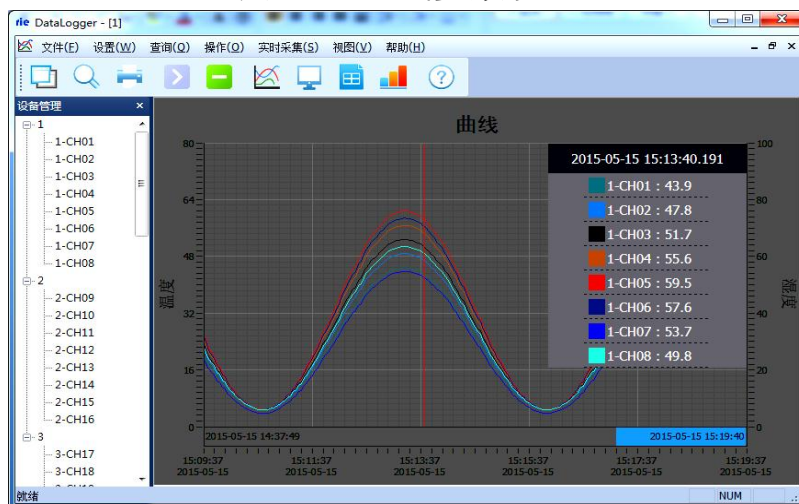 rie DataLogger - [1]
文件(F) 设置(W) 查询(Q) 操作(O) 实时采集(S) 视图(V) 帮助(H)
设备管理
1
1-CH01
1-CH02
1-CH03
1-CH04
1-CH05
1-CH06
1-CH07
1-CH08
2
2-CH09
2-CH10
2-CH11
2-CH12
2-CH13
2-CH14
2-CH15
2-CH16
3
3-CH17
3-CH18
曲线
温度
80
64
48
32
16
0
2015-05-15 15:13:40.191
1-CH01 : 43.9
1-CH02 : 47.8
1-CH03 : 51.7
1-CH04 : 55.6
1-CH05 : 59.5
1-CH06 : 57.6
1-CH07 : 53.7
1-CH08 : 49.8
100
80
60
40
20
0
湿度
2015-05-15 14:37:49
2015-05-15 15:19:40
15:09:37 15:11:37 15:13:37 15:15:37 15:17:37 15:19:37
2015-05-15 2015-05-15 2015-05-15 2015-05-15 2015-05-15 2015-05-15
就绪
NUM